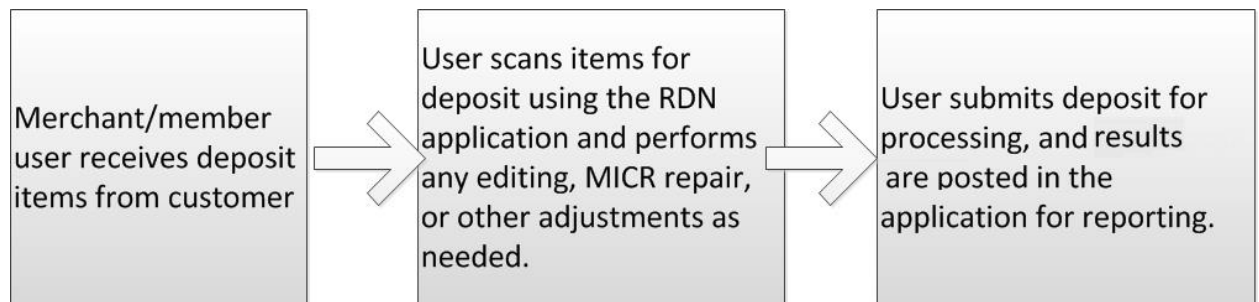 Merchant/member
user receives deposit
items from customer
User scans items for
deposit using the RDN
application and performs
any editing, MICR repair,
or other adjustments as
needed.
User submits deposit for
processing, and results
are posted in the
application for reporting.